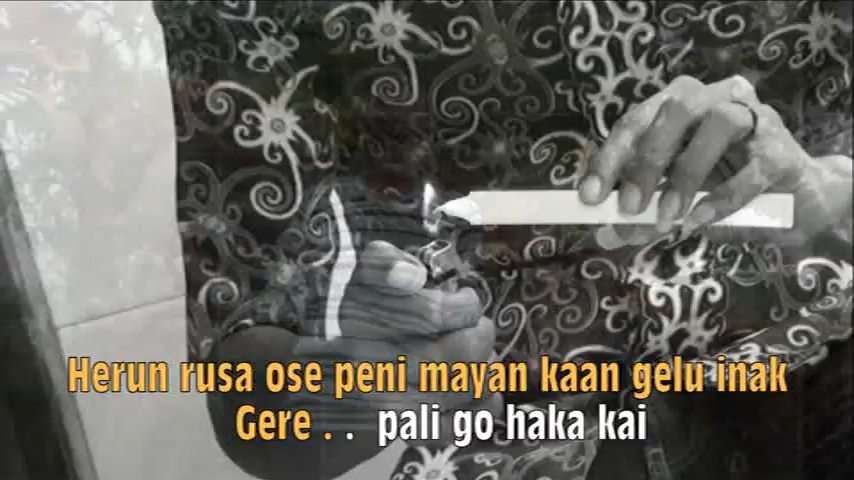 Herun rusa ose peni mayan kaan gelu inak
Gere . . pali go haka kai